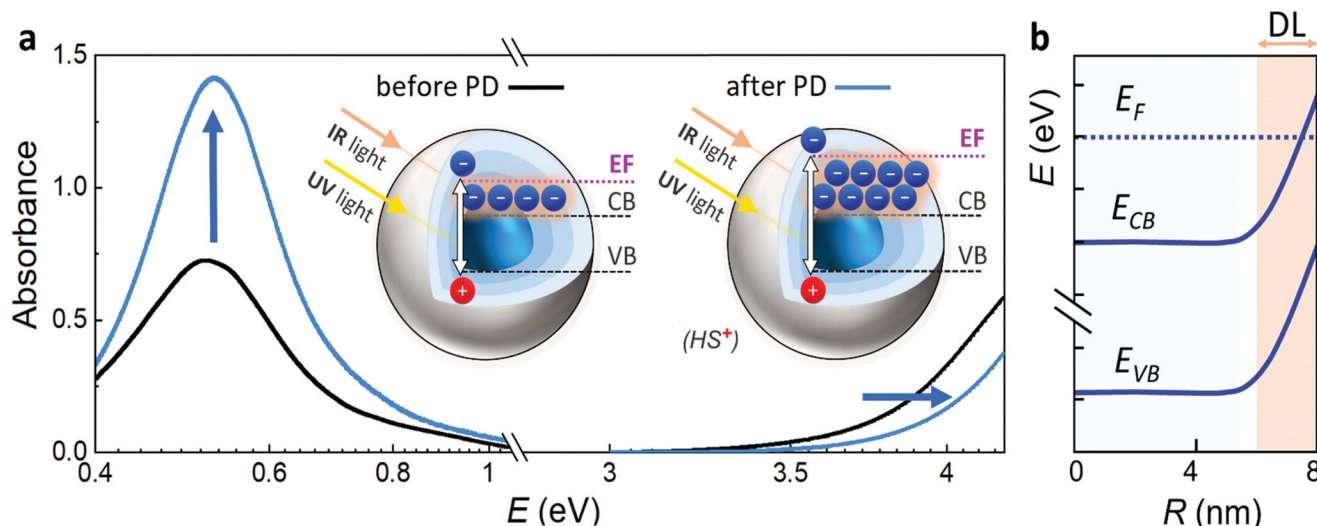 a
1.5
1.0
0.5
0.0
Absorbance
0.4
0.6
0.8
1
3
3.5
4
E (eV)
before PD
after PD
IR light
UV light
EF
CB
VB
-
- - - -
+
IR light
UV light
EF
CB
VB
-
- - - -
- - - -
+
(HS+)
b
DL
E (eV)
EF
ECB
EVB
0
4
8
R (nm)